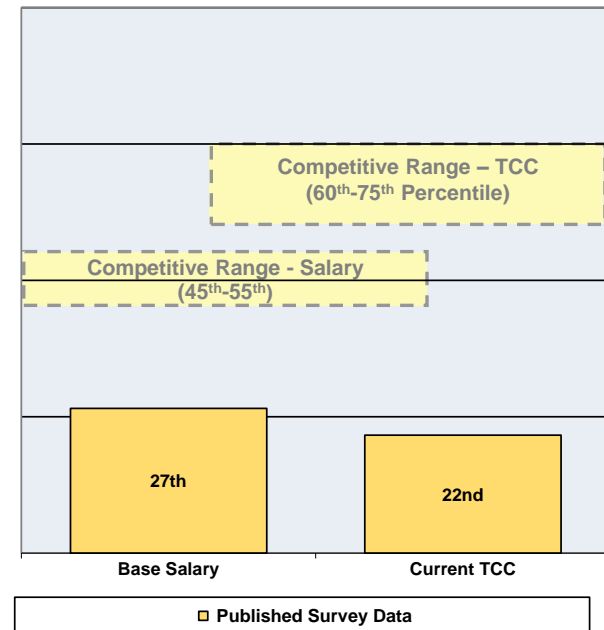 Competitive Range – TCC
(60th-75th Percentile)
Competitive Range - Salary
(45th-55th)
27th
22nd
Base Salary
Current TCC
Published Survey Data